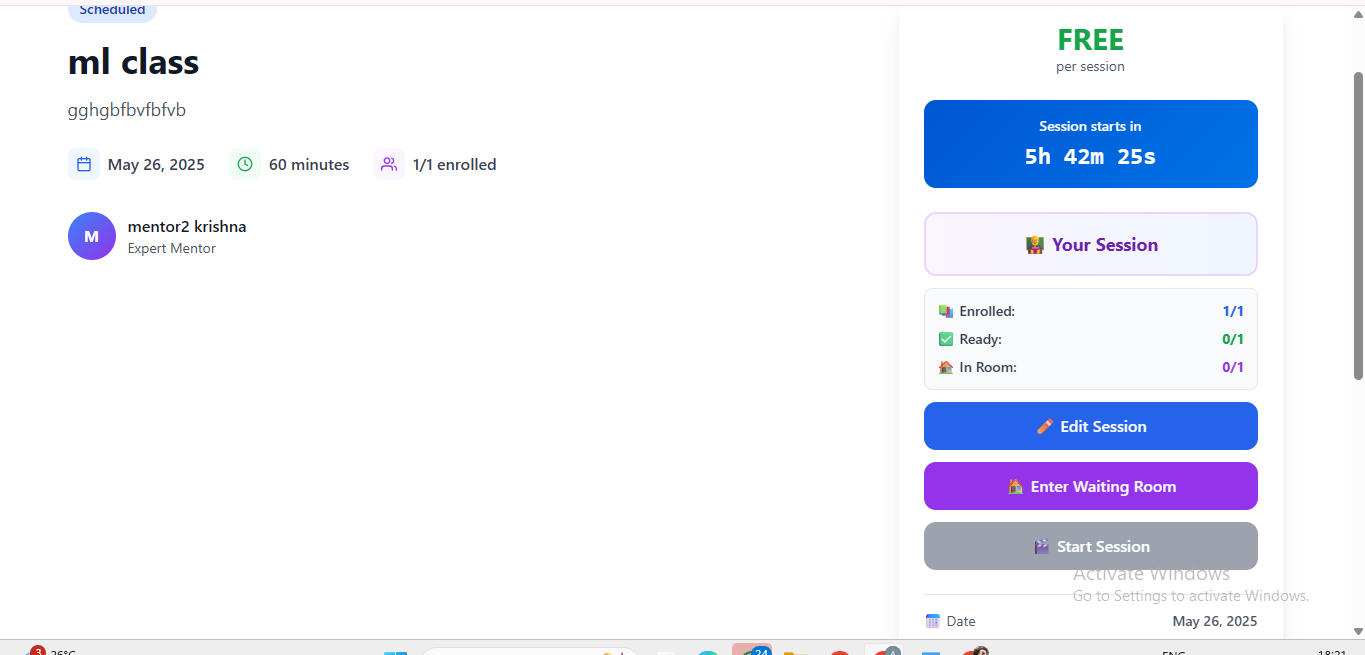 Scheduled
ml class
gghgbfbvfbfvb
May 26, 2025 60 minutes 1/1 enrolled
M
mentor2 krishna
Expert Mentor
FREE
per session
Session starts in
5h 42m 25s
Your Session
Enrolled: 1/1
Ready: 0/1
In Room: 0/1
Edit Session
Enter Waiting Room
Start Session
Activate Windows
Go to Settings to activate Windows.
Date May 26, 2025
3 26°C 24 ENG 18:21